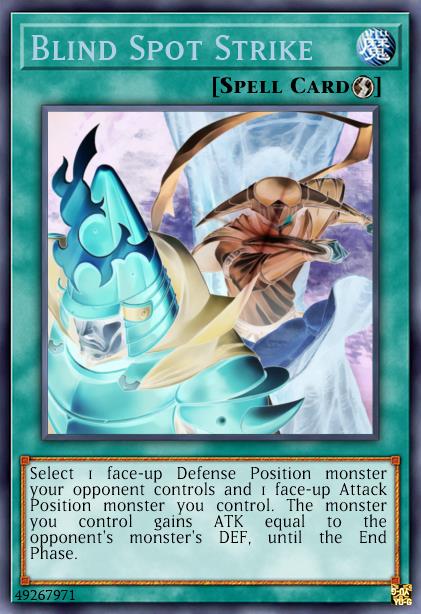 Blind Spot Strike
魔
[Spell Card]
Select 1 face-up Defense Position monster
your opponent controls and 1 face-up Attack
Position monster you control. The monster
you control gains ATK equal to the
opponent's monster's DEF, until the End
Phase.
49267971